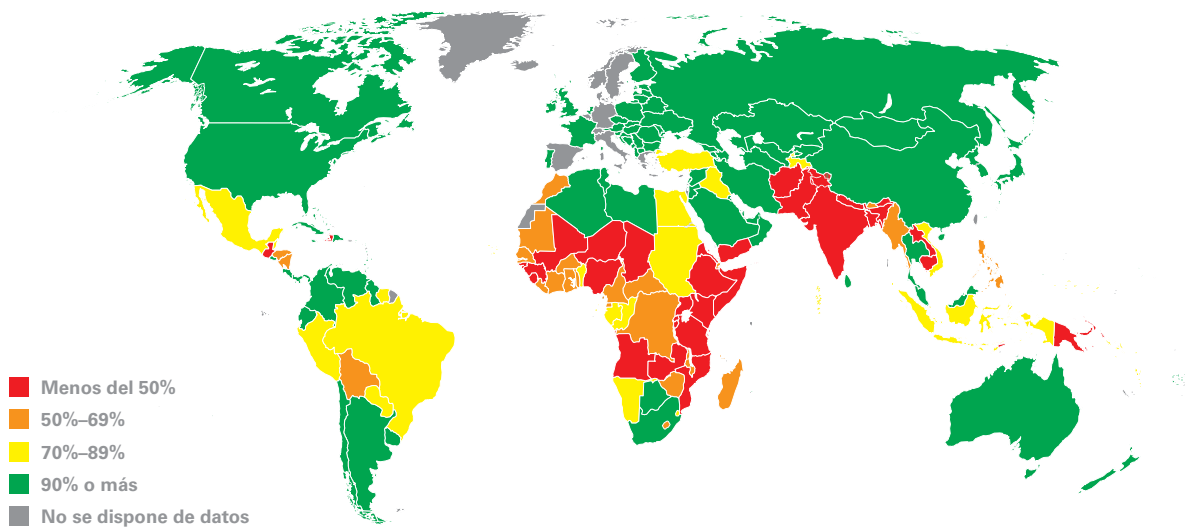 Menos del 50%
50%–69%
70%–89%
90% o más
No se dispone de datos